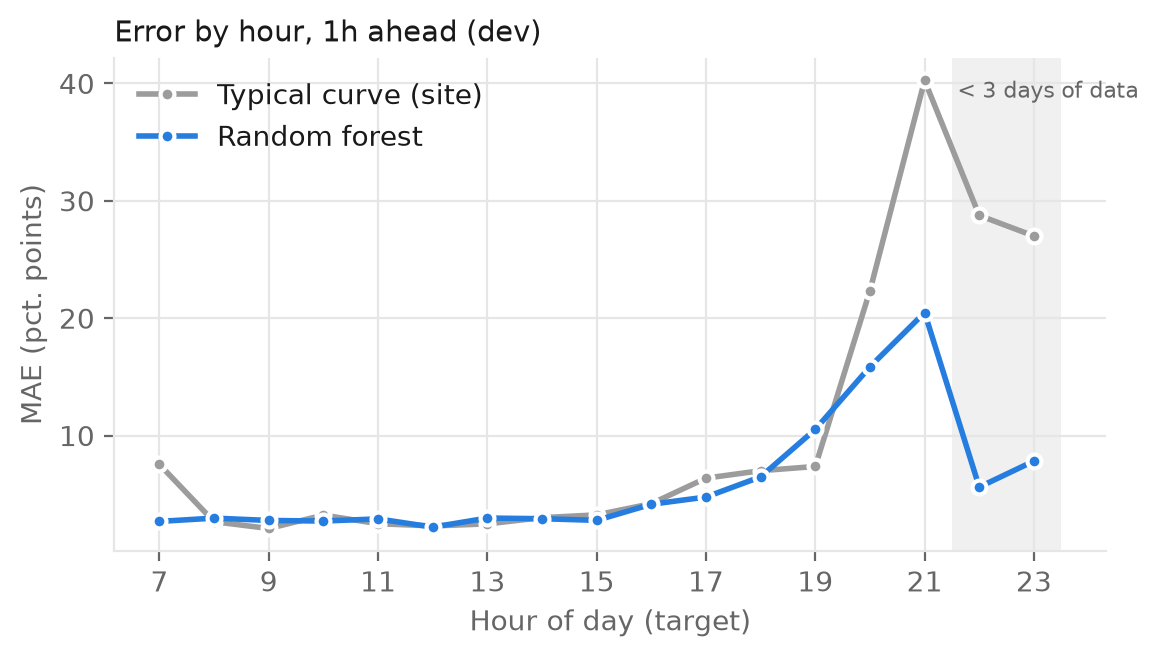 Error by hour, 1h ahead (dev)
Typical curve (site)
Random forest
< 3 days of data
MAE (pct. points)
40
30
20
10
7 9 11 13 15 17 19 21 23
Hour of day (target)